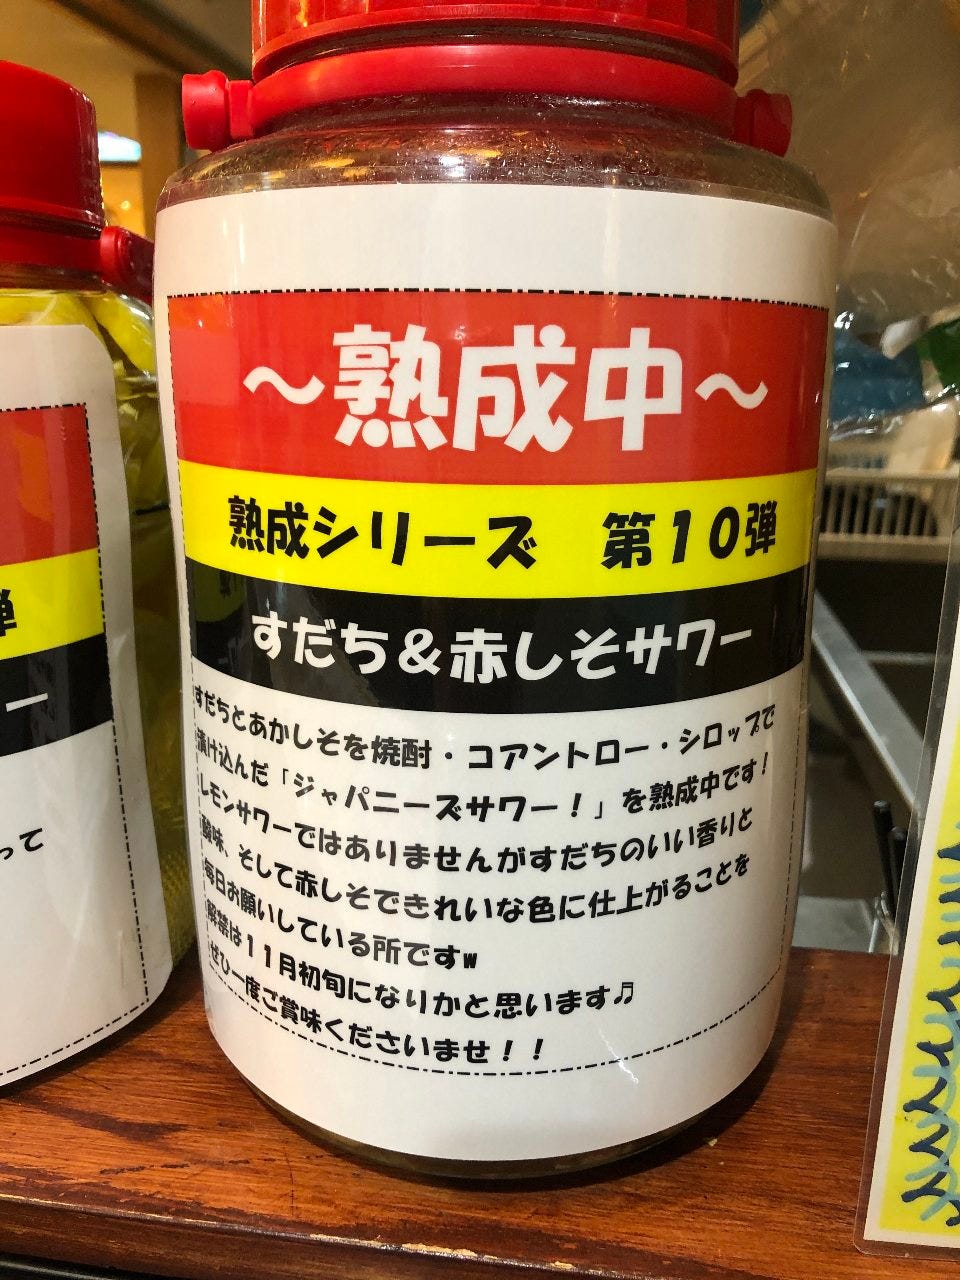 ～熟成中～
熟成シリーズ 第１０弾
すだち＆赤しそサワー
すだちとあかしそを焼酎・コアントロー・シロップで
漬け込んだ「ジャパニーズサワー！」を熟成中です！
レモンサワーではありませんがすだちのいい香りと
酸味、そして赤しそできれいな色に仕上がることを
毎日お願いしている所ですw
解禁は１１月初旬になりかと思います♬
ぜひ一度ご賞味くださいませ！！
弾
ー
って